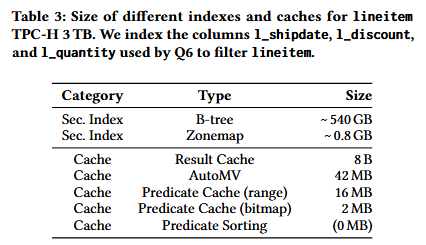 Table 3: Size of different indexes and caches for lineitem
TPC-H 3 TB. We index the columns l_shipdate, l_discount,
and l_quantity used by Q6 to filter lineitem.
Category Type Size
Sec. Index B-tree ~ 540 GB
Sec. Index Zonemap ~ 0.8 GB
Cache Result Cache 8 B
Cache AutoMV 42 MB
Cache Predicate Cache (range) 16 MB
Cache Predicate Cache (bitmap) 2 MB
Cache Predicate Sorting (0 MB)